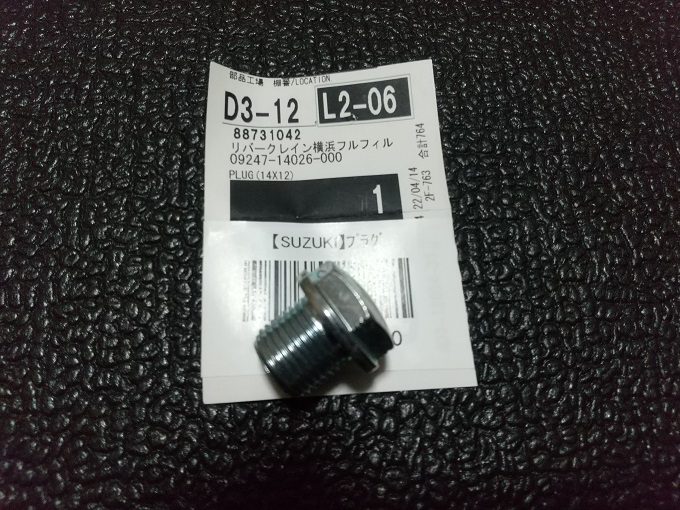 部品工場 棚番/LOCATION
D3-12 L2-06
88731042
リバークレイン横浜フルフィル
09247-14026-000
PLUG(14X12)
1
【SUZUKI】プラグ
0
合計764
22/04/14
2F-763